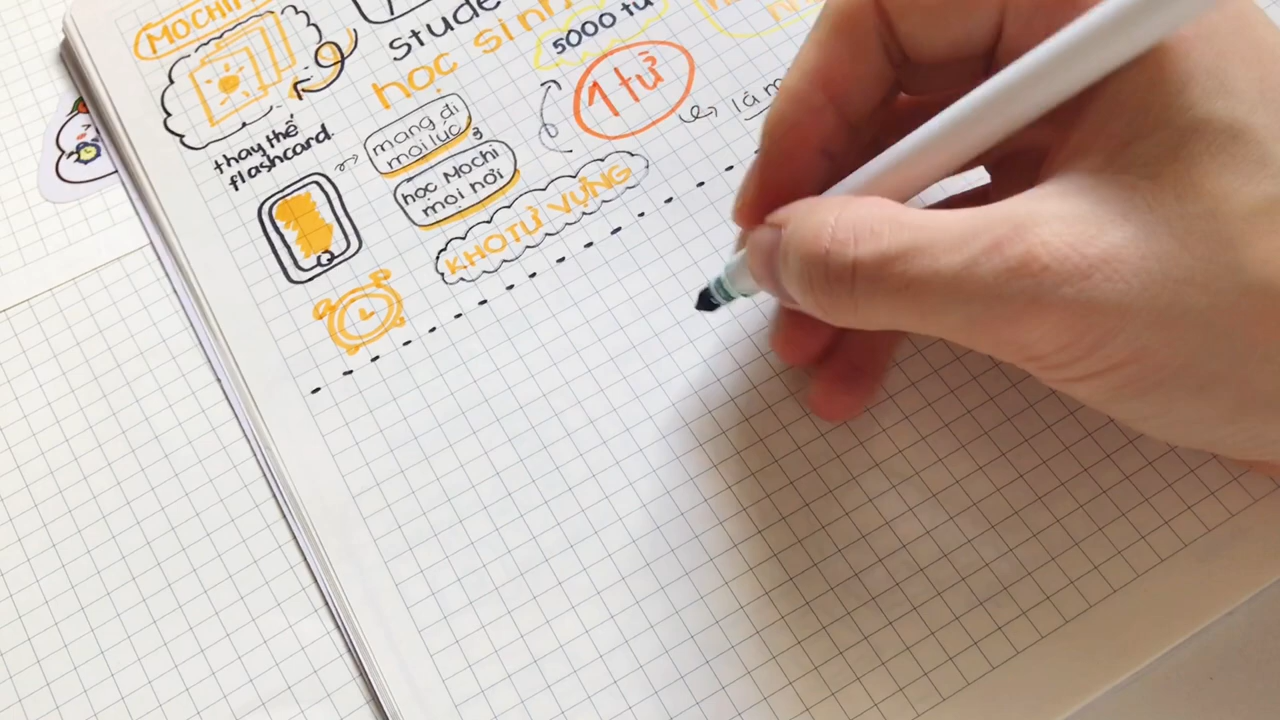 MOCHI
stude
học sinh
5000 từ
1 tử
là m
thay thế
flashcard
mang đi
mọi lúc
học Mochi
mọi nơi
KHO TỪ VỰNG